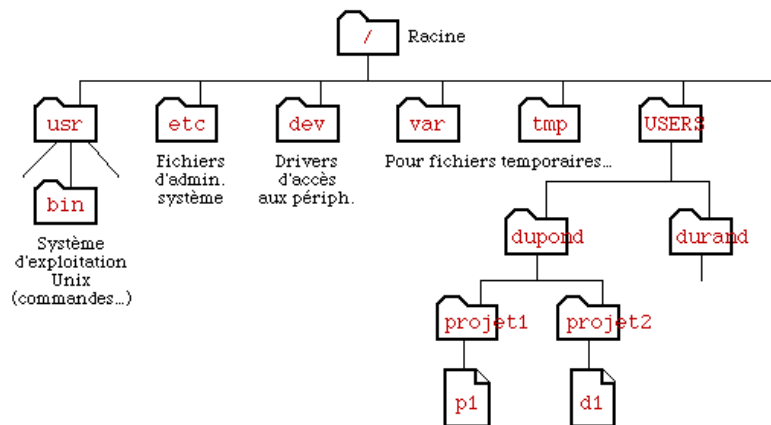 / Racine
usr etc dev var tmp USERS
Fichiers
d'admin.
système
Drivers
d'accès
aux périph.
Pour fichiers temporaires...
bin
Système
d'exploitation
Unix
(commandes...)
dupond durand
projet1 projet2
p1 d1